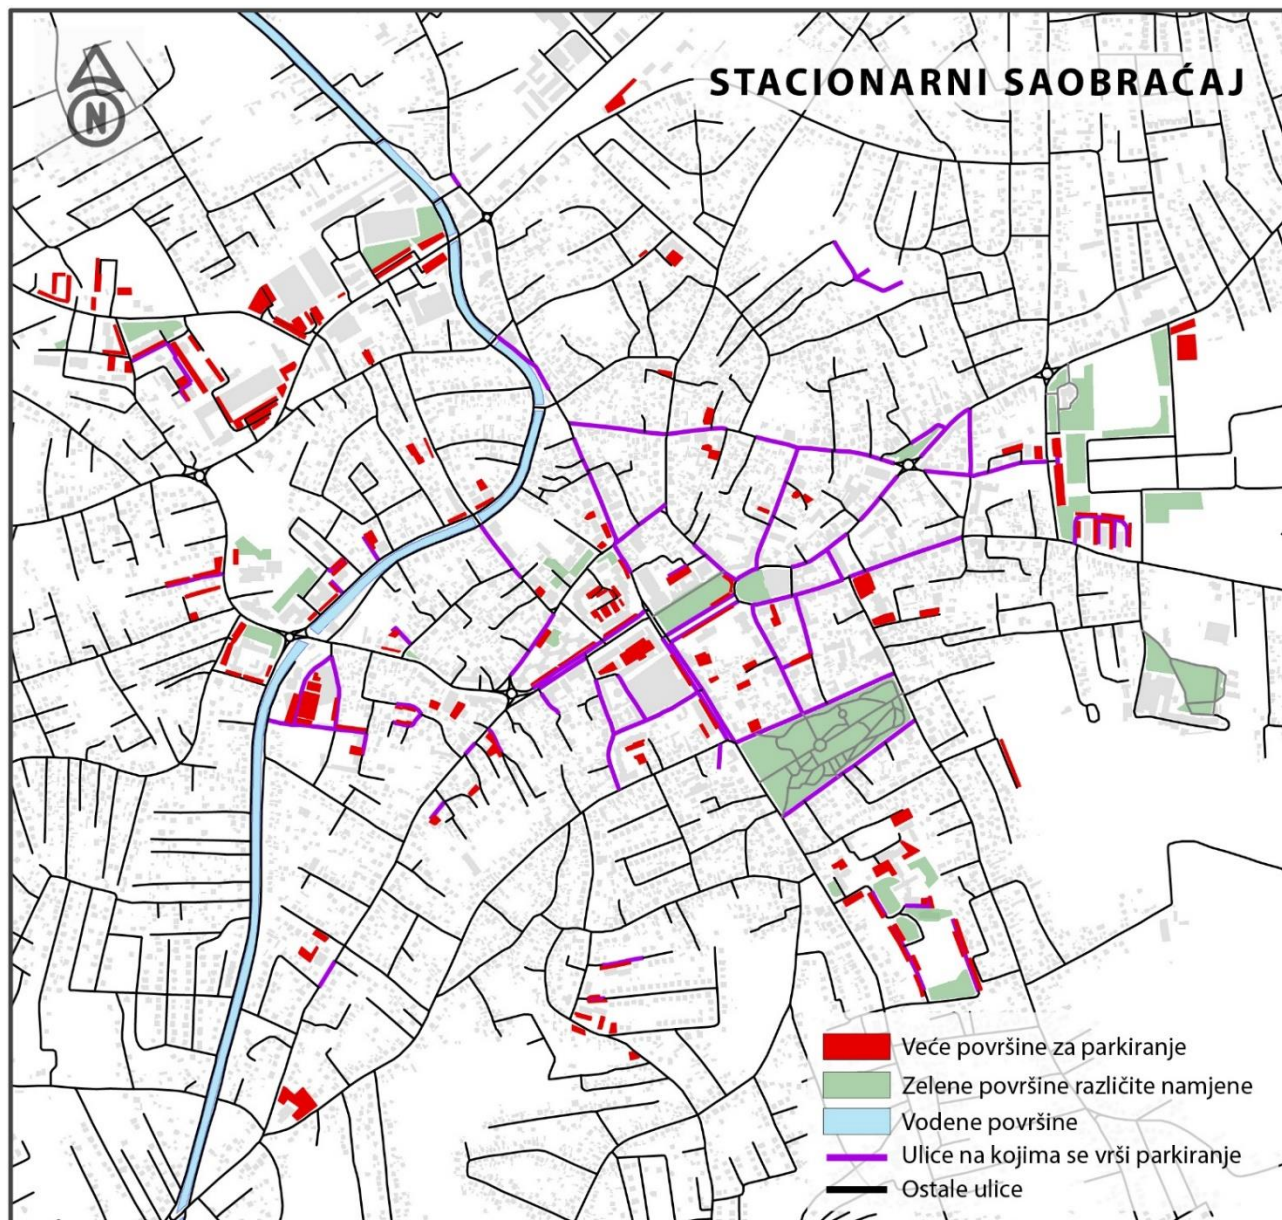 N
STACIONARNI SAOBRAĆAJ
Veće površine za parkiranje
Zelene površine različite namjene
Vodene površine
Ulice na kojima se vrši parkiranje
Ostale ulice